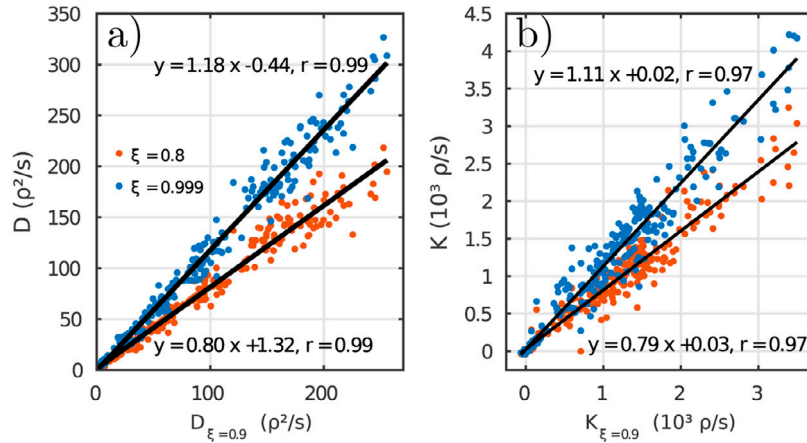 a)
y = 1.18 x -0.44, r = 0.99
ξ = 0.8
ξ = 0.999
y = 0.80 x +1.32, r = 0.99
D (ρ²/s)
350
300
250
200
150
100
50
0
0 100 200
D ξ = 0.9 (ρ²/s)
b)
y = 1.11 x +0.02, r = 0.97
y = 0.79 x +0.03, r = 0.97
K (10³ ρ/s)
4.5
4
3.5
3
2.5
2
1.5
1
0.5
0
0 1 2 3
K ξ = 0.9 (10³ ρ/s)